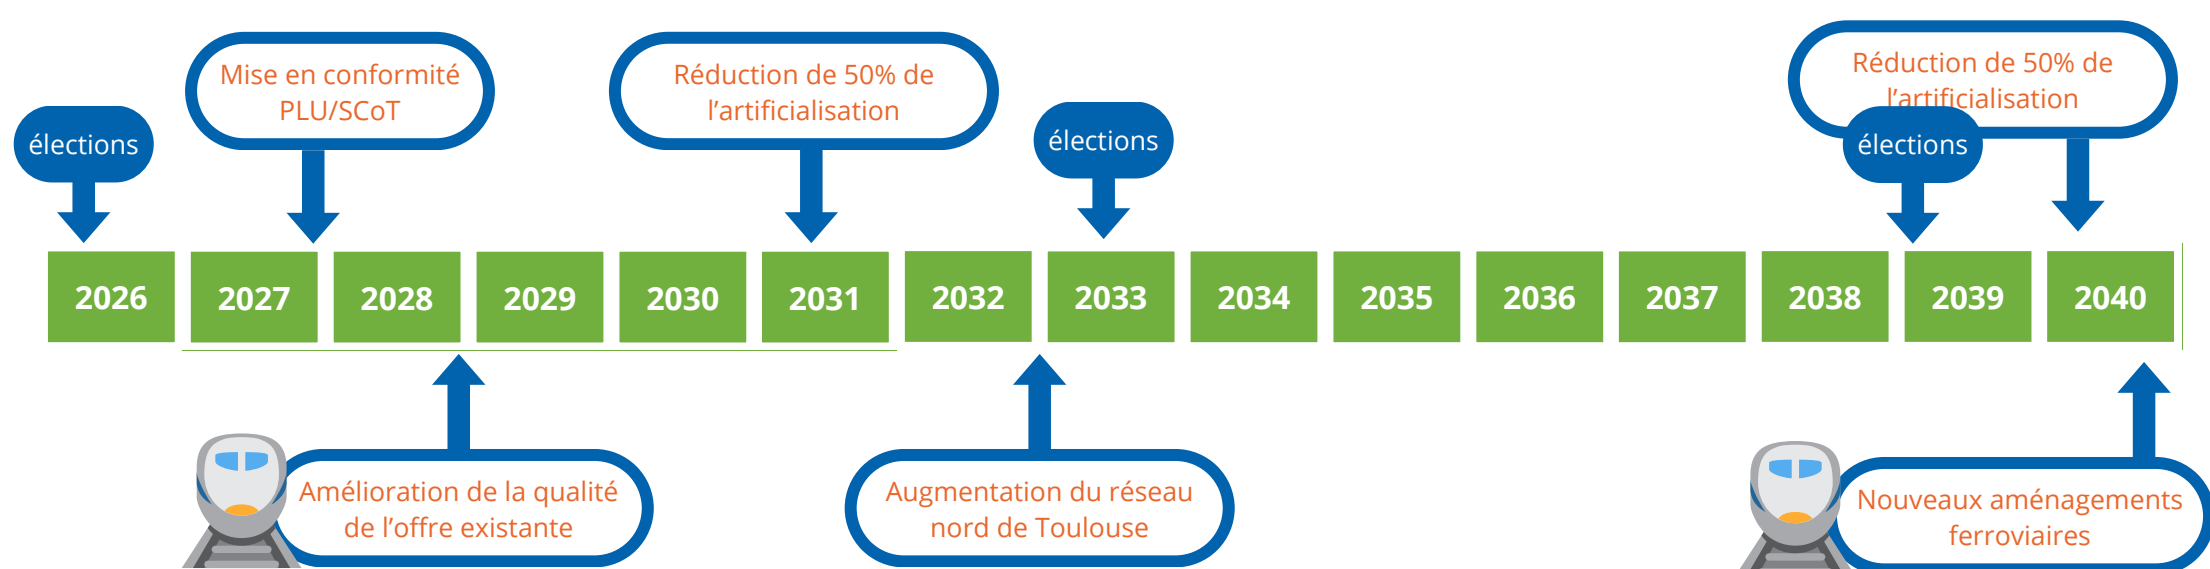 Mise en conformité
PLU/SCoT
Réduction de 50% de
l’artificialisation
Réduction de 50% de
l’artificialisation
élections
élections
élections
2026 2027 2028 2029 2030 2031 2032 2033 2034 2035 2036 2037 2038 2039 2040
Amélioration de la qualité
de l’offre existante
Augmentation du réseau
nord de Toulouse
Nouveaux aménagements
ferroviaires